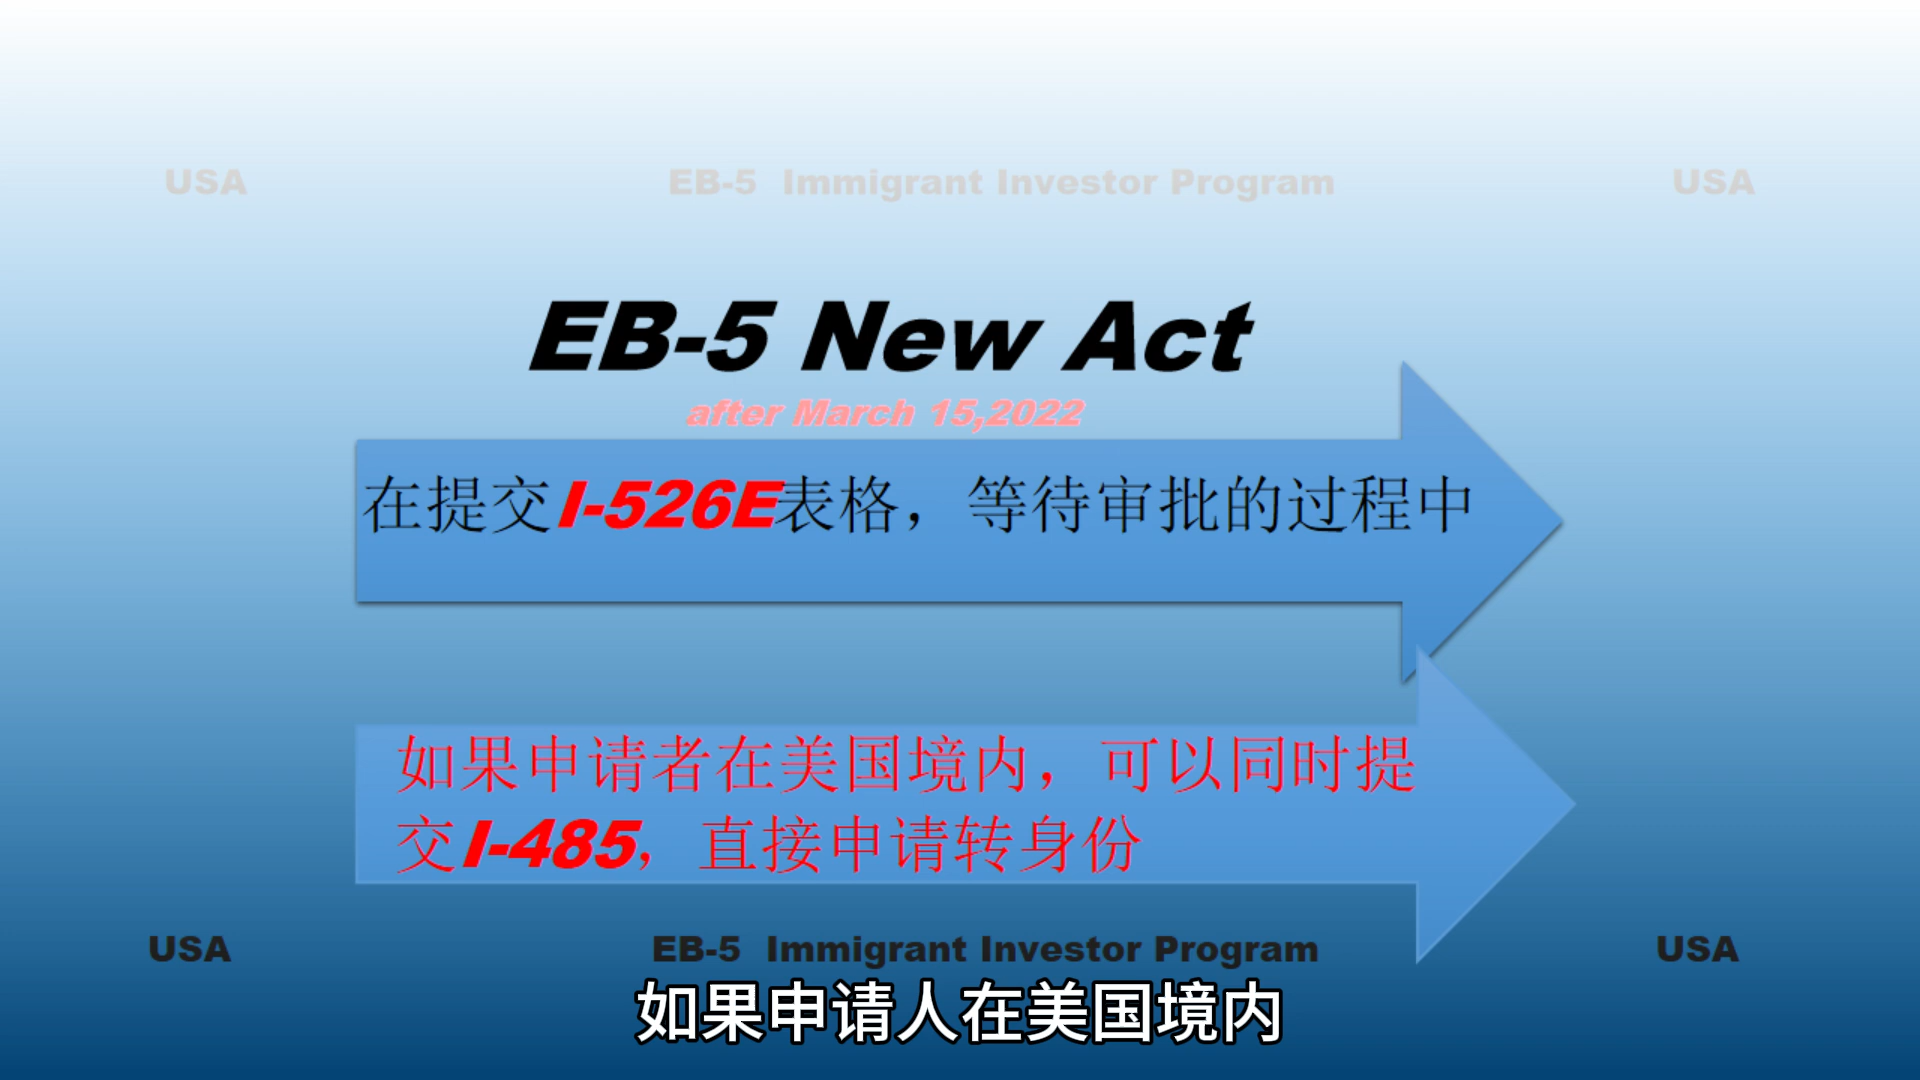 USA EB-5 Immigrant Investor Program USA
EB-5 New Act
after March 15,2022
在提交I-526E表格，等待审批的过程中
如果申请者在美国境内，可以同时提
交I-485，直接申请转身份
USA EB-5 Immigrant Investor Program USA
如果申请人在美国境内